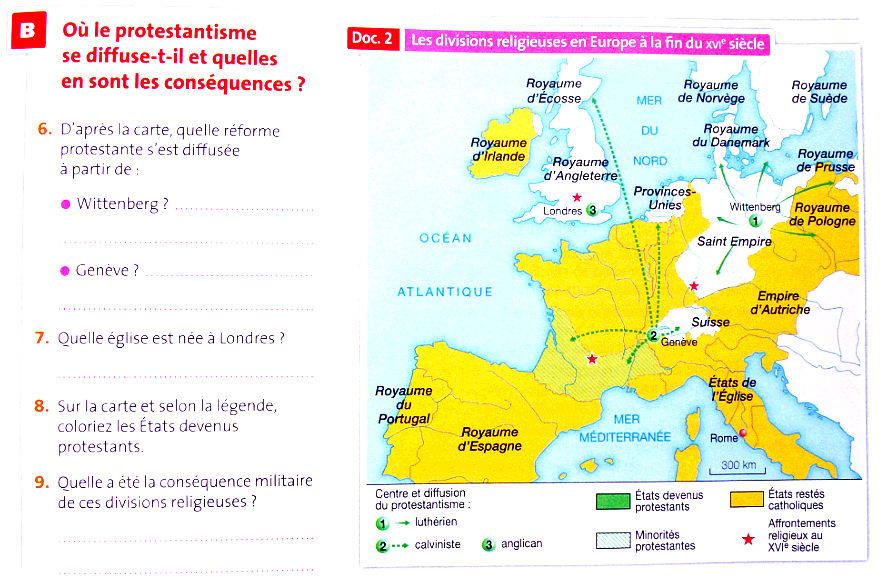 B
Où le protestantisme
se diffuse-t-il et quelles
en sont les conséquences ?
6. D'après la carte, quelle réforme
protestante s'est diffusée
à partir de :
● Wittenberg ?
● Genève ?
7. Quelle église est née à Londres ?
8. Sur la carte et selon la légende,
coloriez les États devenus
protestants.
9. Quelle a été la conséquence militaire
de ces divisions religieuses ?
Doc. 2 Les divisions religieuses en Europe à la fin du XVIe siècle
Royaume
d'Écosse
MER
DU
NORD
Royaume
de Norvège
Royaume
de Suède
Royaume
d'Irlande
Royaume
d'Angleterre
Royaume
du Danemark
Royaume
de Prusse
Provinces-
Unies
Londres 3
Wittenberg
1
Royaume
de Pologne
Saint Empire
OCÉAN
ATLANTIQUE
Empire
d'Autriche
Suisse
2 Genève
États de
l'Église
Royaume
du
Portugal
Royaume
d'Espagne
MER
MÉDITERRANÉE
Rome
300 km
Centre et diffusion
du protestantisme :
1 luthérien
2 calviniste
3 anglican
États devenus
protestants
Minorités
protestantes
États restés
catholiques
Affrontements
religieux au
XVIe siècle